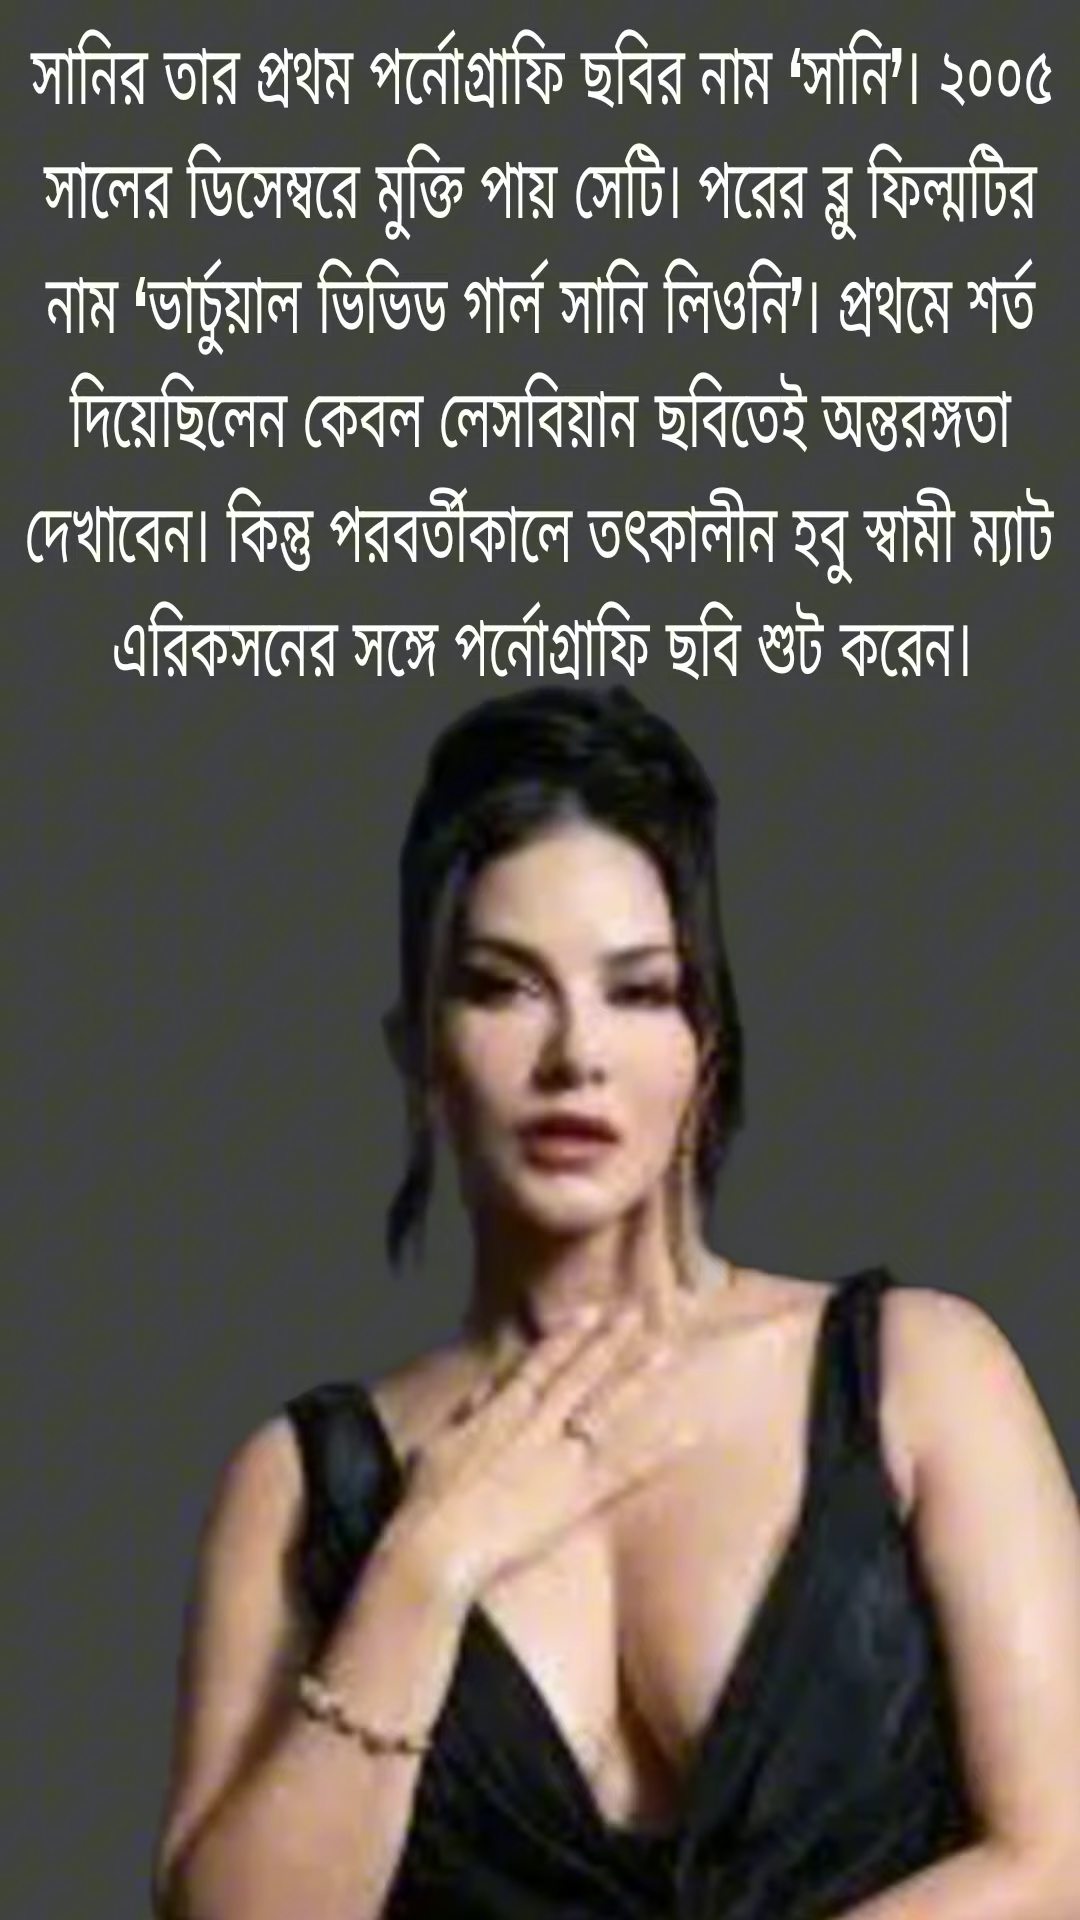 সানির তার প্রথম পর্নোগ্রাফি ছবির নাম ‘সানি’। ২০০৫
সালের ডিসেম্বরে মুক্তি পায় সেটি। পরের ব্লু ফিল্মটির
নাম ‘ভার্চুয়াল ভিভিড গার্ল সানি লিওনি’। প্রথমে শর্ত
দিয়েছিলেন কেবল লেসবিয়ান ছবিতেই অন্তরঙ্গতা
দেখাবেন। কিন্তু পরবর্তীকালে তৎকালীন হবু স্বামী ম্যাট
এরিকসনের সঙ্গে পর্নোগ্রাফি ছবি শুট করেন।